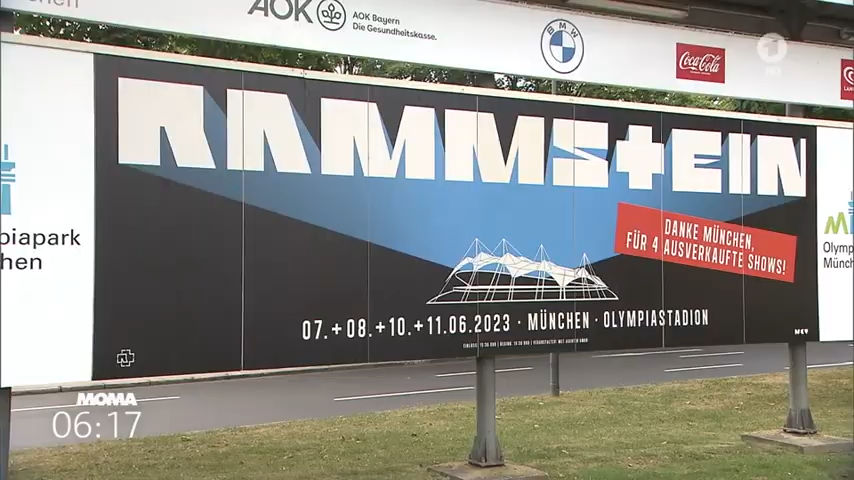 AOK
AOK Bayern
Die Gesundheitskasse.
BMW
Coca-Cola
RAMMSTEIN
DANKE MÜNCHEN,
FÜR 4 AUSVERKAUFTE SHOWS!
07.+08.+10.+11.06.2023 · MÜNCHEN · OLYMPIASTADION
piapark
hen
Olymp
Münch
MOMA
06:17